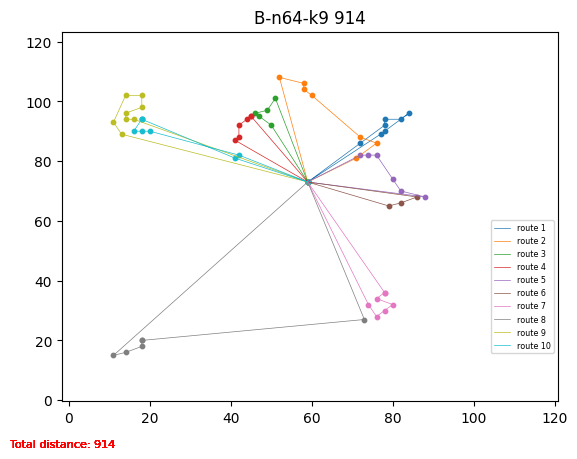 B-n64-k9 914
120
100
80
60
40
20
0
0 20 40 60 80 100 120
route 1
route 2
route 3
route 4
route 5
route 6
route 7
route 8
route 9
route 10
Total distance: 914